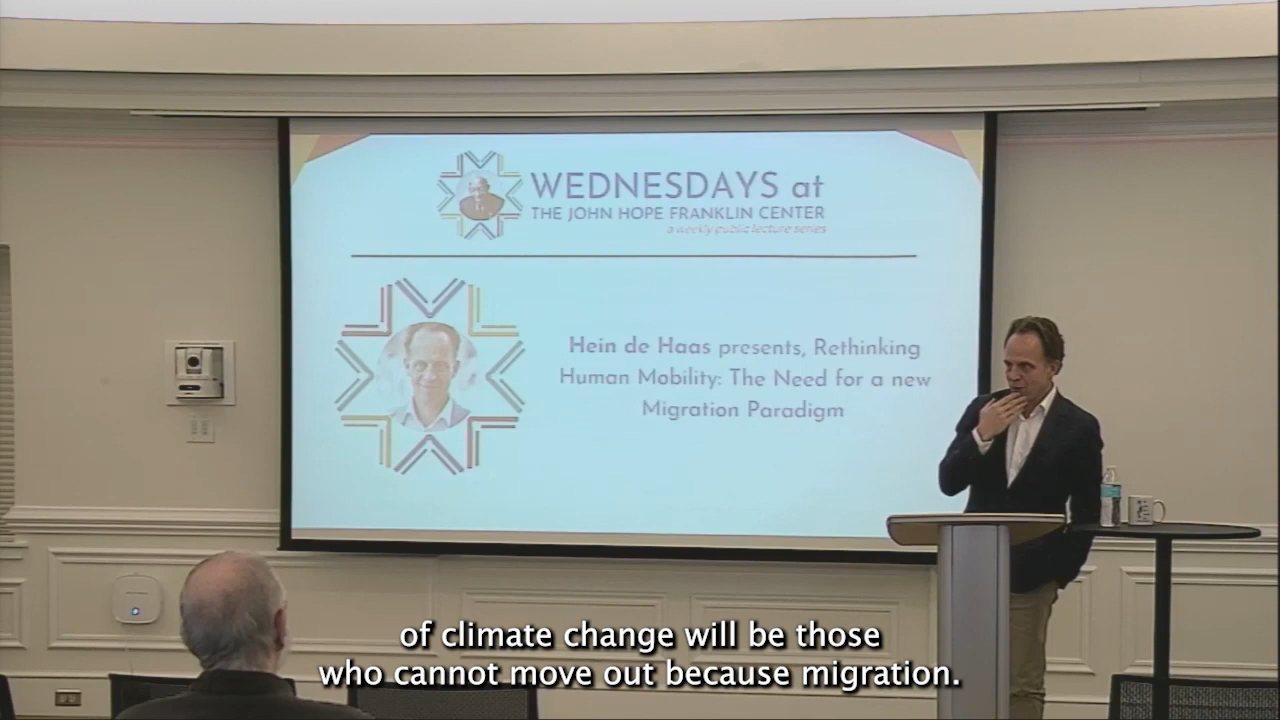 WEDNESDAYS at
THE JOHN HOPE FRANKLIN CENTER
a weekly public lecture series
Hein de Haas presents, Rethinking
Human Mobility: The Need for a new
Migration Paradigm
of climate change will be those
who cannot move out because migration.